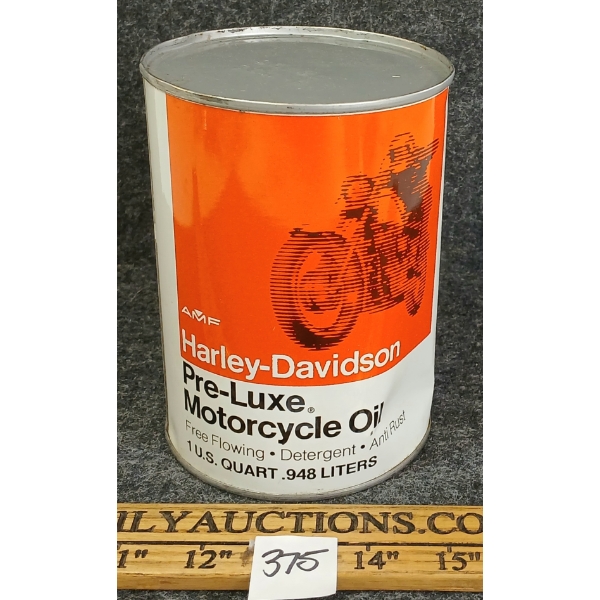 AMF
Harley-Davidson
Pre-Luxe®
Motorcycle Oil
Free Flowing • Detergent • Anti Rust
1 U.S. QUART .948 LITERS
ILYAUCTIONS.CO
1" 12" 375 14" 15"